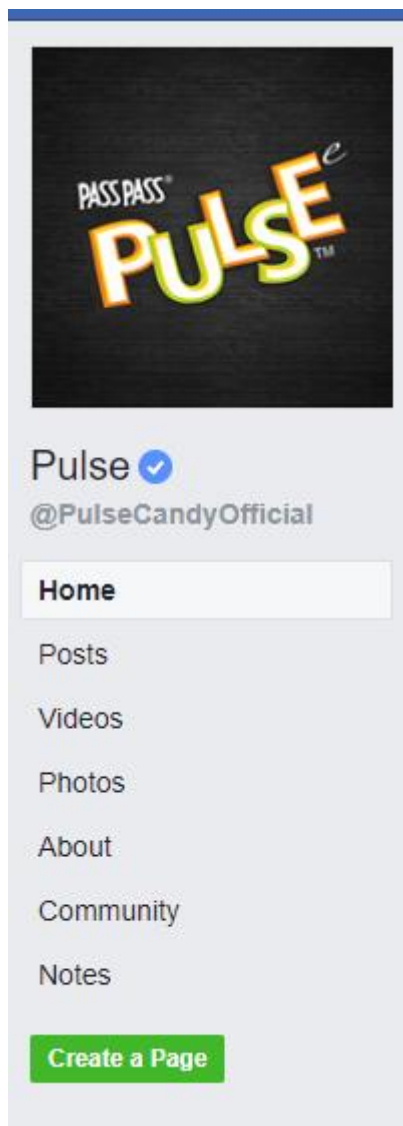 PASS PASS®
PULSE e
TM
Pulse
@PulseCandyOfficial
Home
Posts
Videos
Photos
About
Community
Notes
Create a Page